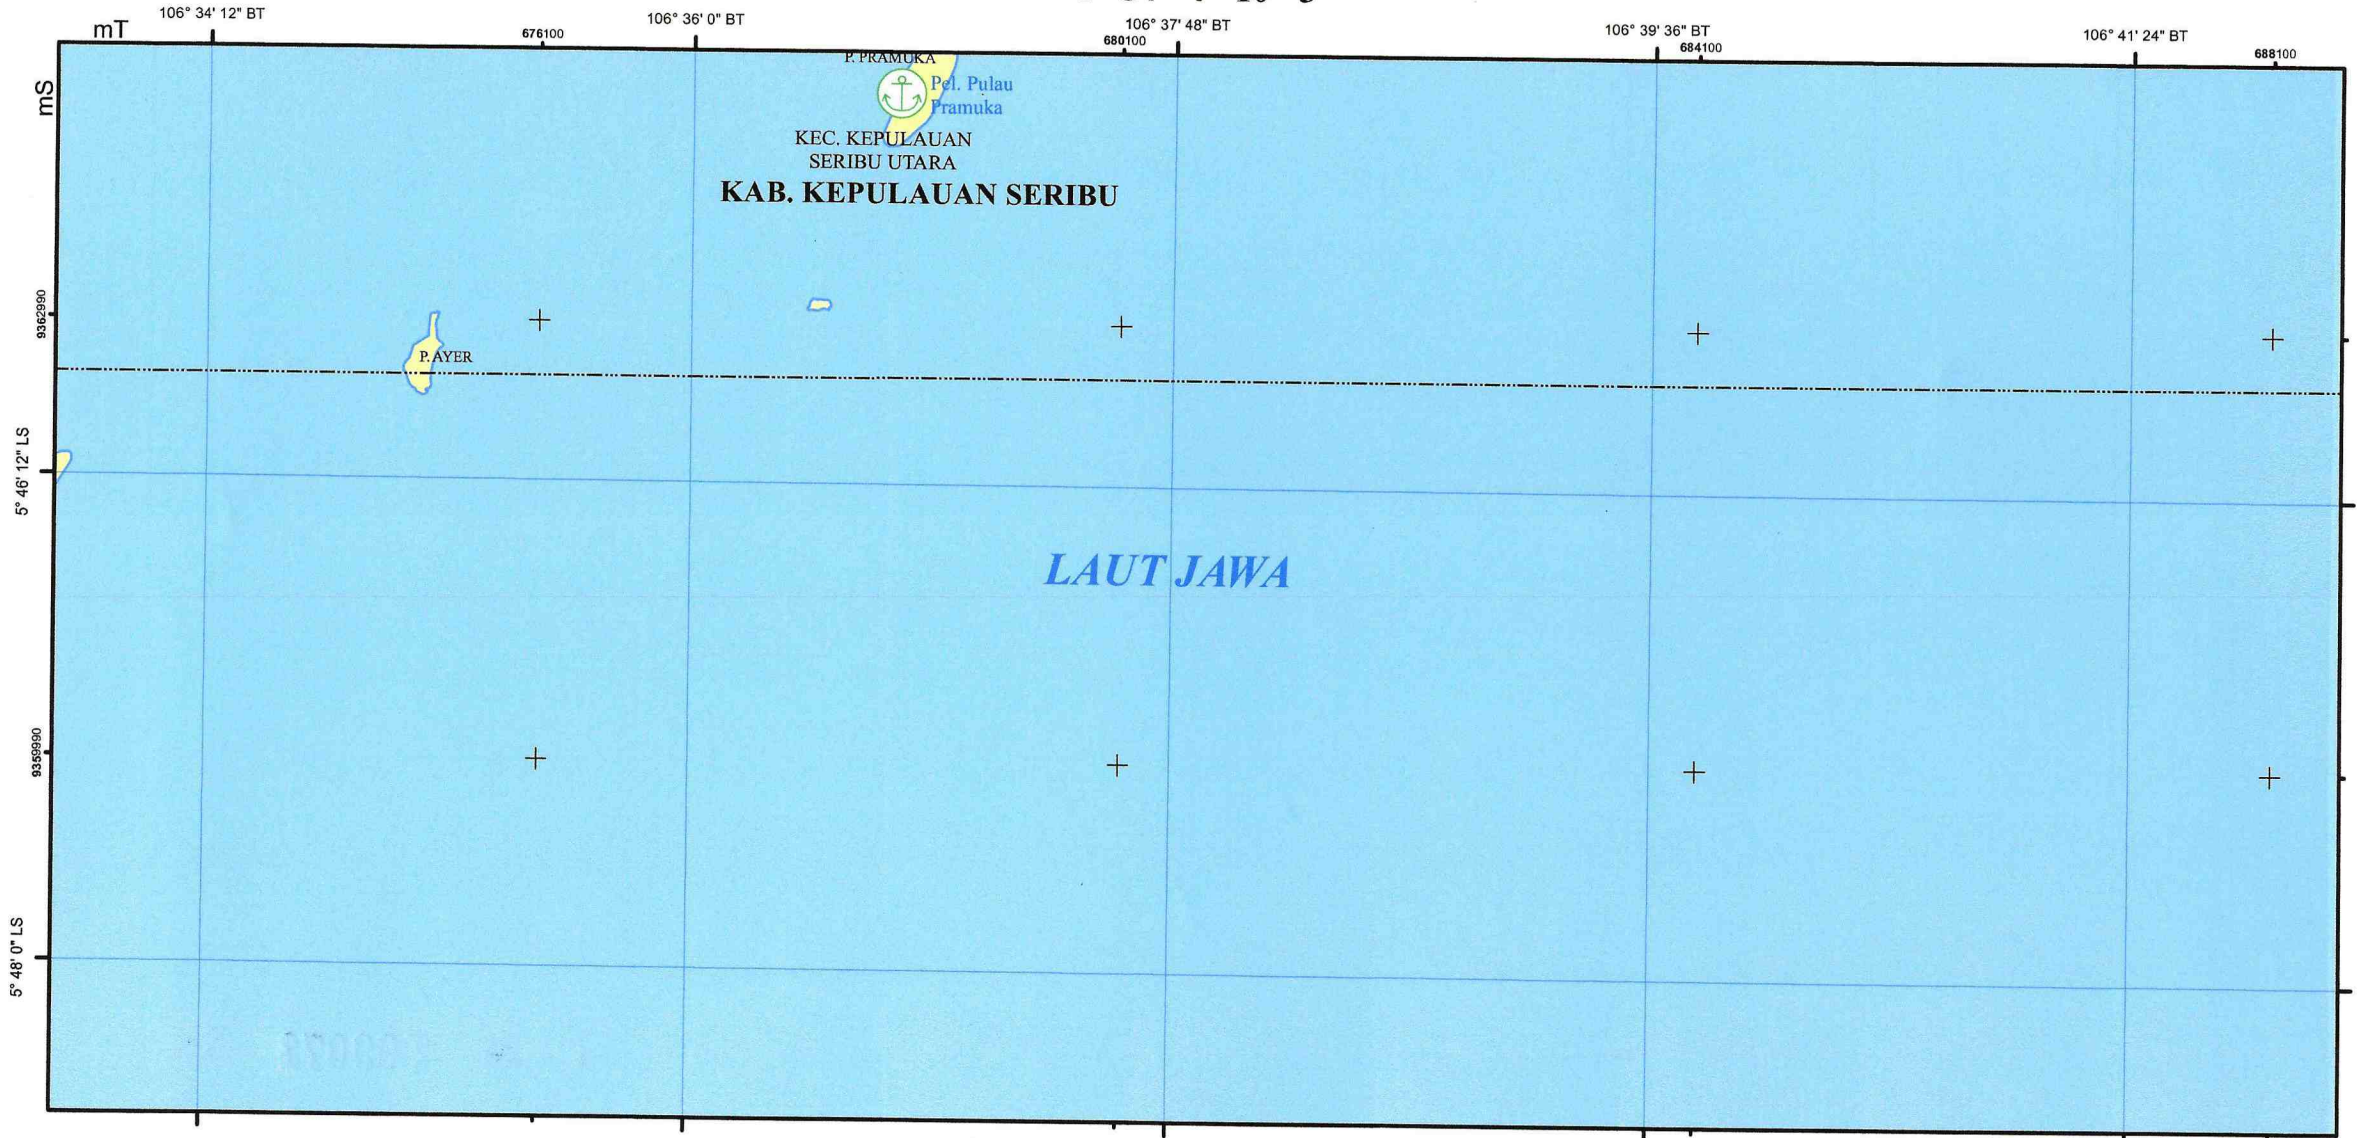 106° 34' 12" BT
106° 36' 0" BT
106° 37' 48" BT
106° 39' 36" BT
106° 41' 24" BT
mT
676100
680100
684100
688100
mS
P. PRAMUKA
Pel. Pulau
Pramuka
KEC. KEPULAUAN
SERIBU UTARA
KAB. KEPULAUAN SERIBU
9362990
P. AYER
5° 46' 12" LS
LAUT JAWA
9359990
5° 48' 0" LS